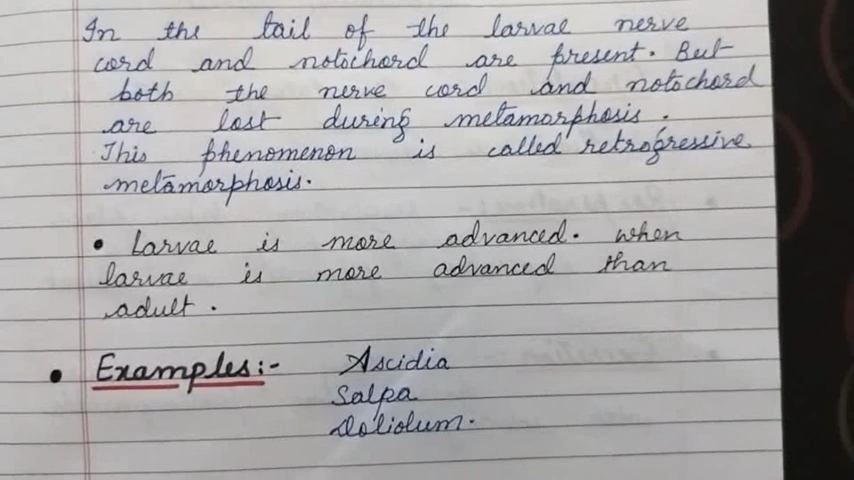 In the tail of the larvae nerve
cord and notochord are present. But
both the nerve cord and notochord
are lost during metamorphosis.
This phenomenon is called retrogressive
metamorphosis.
• Larvae is more advanced. when
larvae is more advanced than
adult.
• Examples:- Ascidia
Salpa
Doliolum.